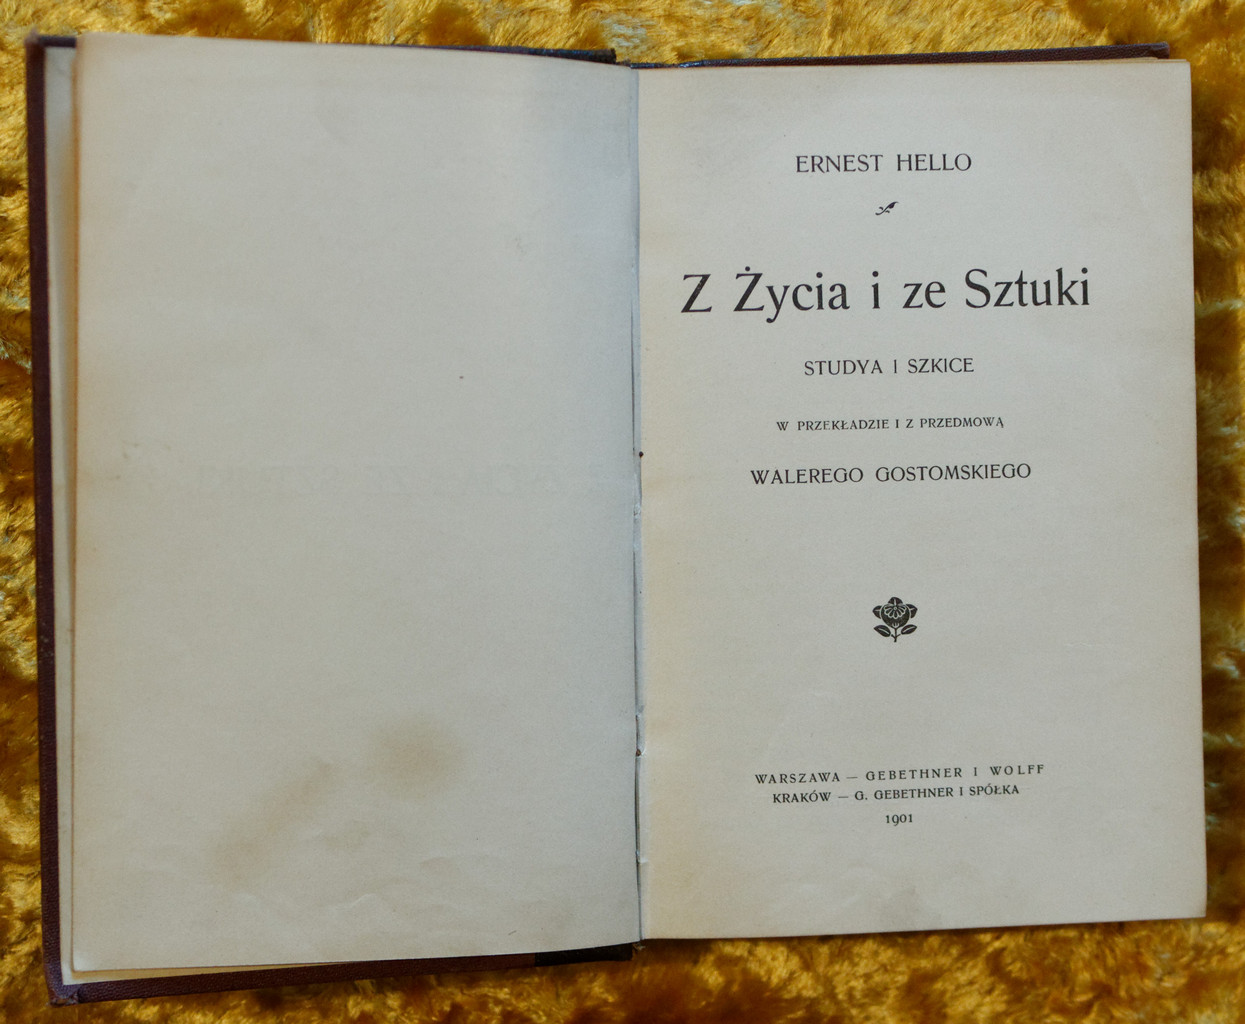 ERNEST HELLO
Z Życia i ze Sztuki
STUDYA I SZKICE
W PRZEKŁADZIE I Z PRZEDMOWĄ
WALEREGO GOSTOMSKIEGO
WARSZAWA — GEBETHNER I WOLFF
KRAKÓW — G. GEBETHNER I SPÓŁKA
1901